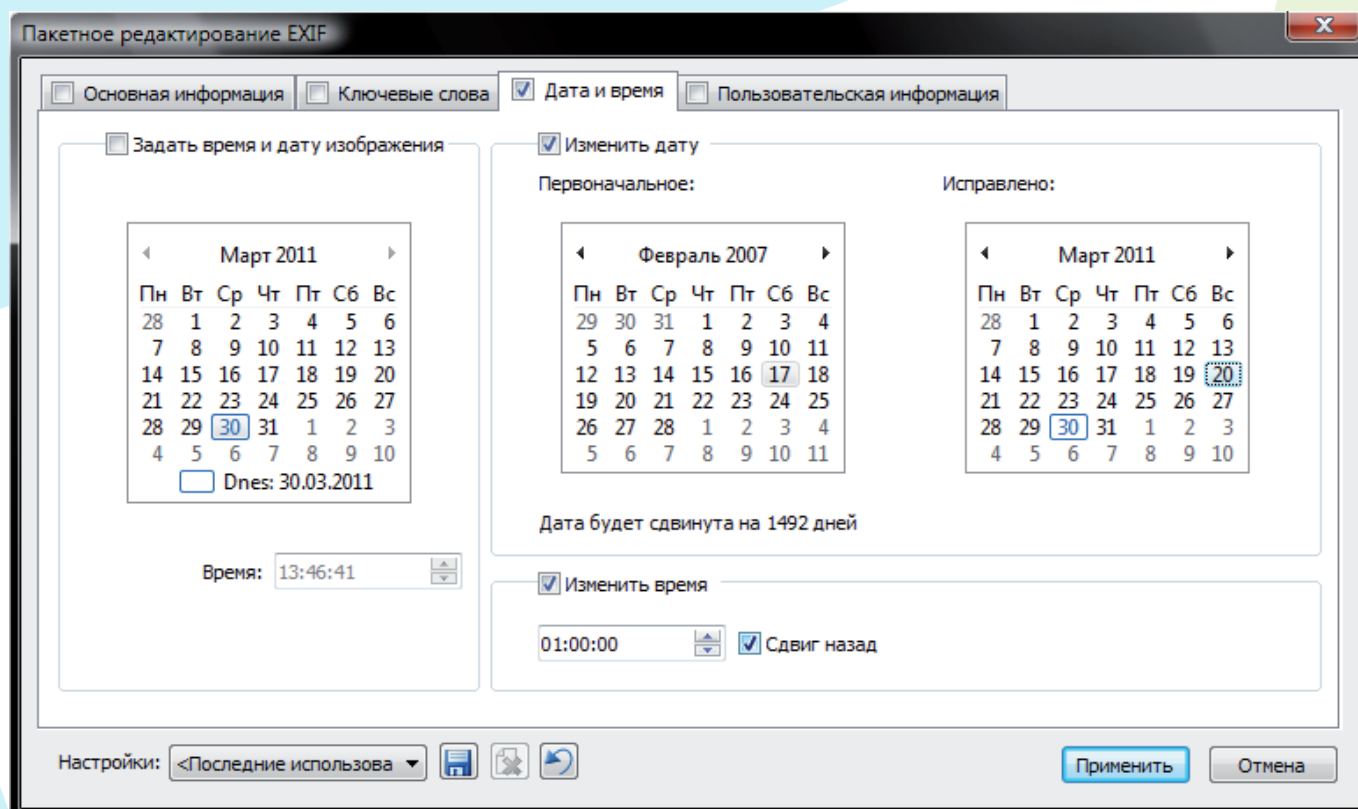 Пакетное редактирование EXIF
Основная информация
Ключевые слова
Дата и время
Пользовательская информация
Задать время и дату изображения
Март 2011
Пн Вт Ср Чт Пт Сб Вс
28 1 2 3 4 5 6
7 8 9 10 11 12 13
14 15 16 17 18 19 20
21 22 23 24 25 26 27
28 29 30 31 1 2 3
4 5 6 7 8 9 10
Dnes: 30.03.2011
Время: 13:46:41
Изменить дату
Первоначальное:
Февраль 2007
Пн Вт Ср Чт Пт Сб Вс
29 30 31 1 2 3 4
5 6 7 8 9 10 11
12 13 14 15 16 17 18
19 20 21 22 23 24 25
26 27 28 1 2 3 4
5 6 7 8 9 10 11
Исправлено:
Март 2011
Пн Вт Ср Чт Пт Сб Вс
28 1 2 3 4 5 6
7 8 9 10 11 12 13
14 15 16 17 18 19 20
21 22 23 24 25 26 27
28 29 30 31 1 2 3
4 5 6 7 8 9 10
Дата будет сдвинута на 1492 дней
Изменить время
01:00:00
Сдвиг назад
Настройки: <Последние использова
Применить
Отмена